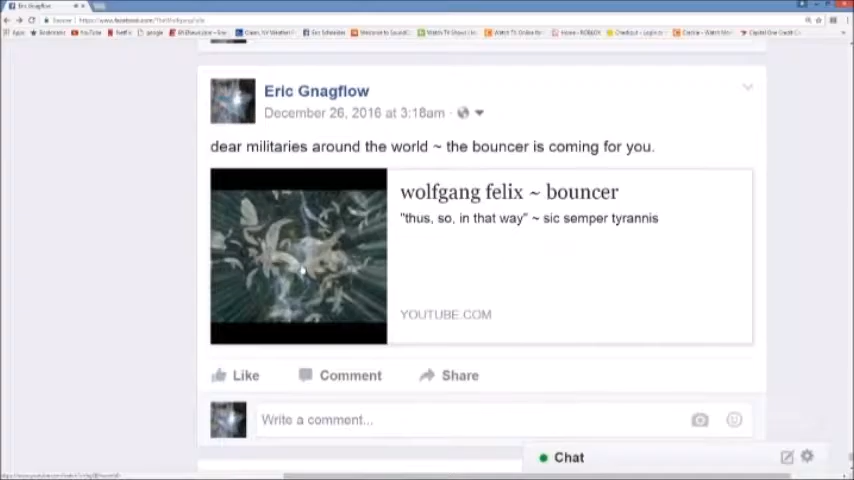 Eric Gnagflow
Eric Gnagflow
December 26, 2016 at 3:18am
dear militaries around the world ~ the bouncer is coming for you.
wolfgang felix ~ bouncer
"thus, so, in that way" ~ sic semper tyrannis
YOUTUBE.COM
Like Comment Share
Write a comment...
Chat